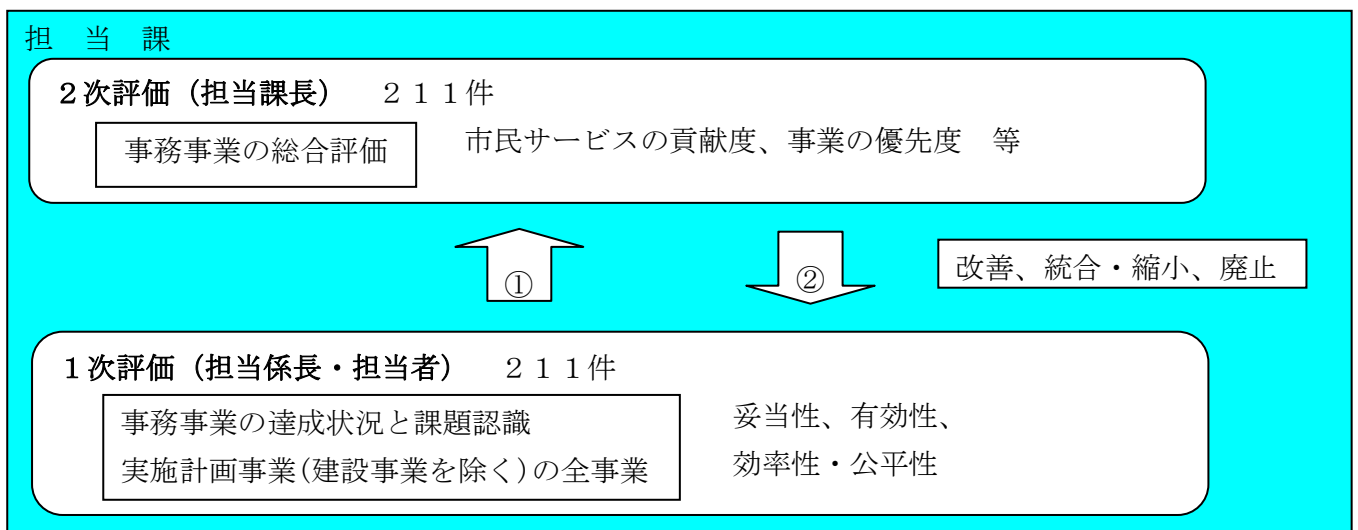 担　当　課
２次評価（担当課長）　２１１件
事務事業の総合評価　市民サービスの貢献度、事業の優先度　等
①　②　改善、統合・縮小、廃止
１次評価（担当係長・担当者）　２１１件
事務事業の達成状況と課題認識
実施計画事業(建設事業を除く)の全事業
妥当性、有効性、
効率性・公平性